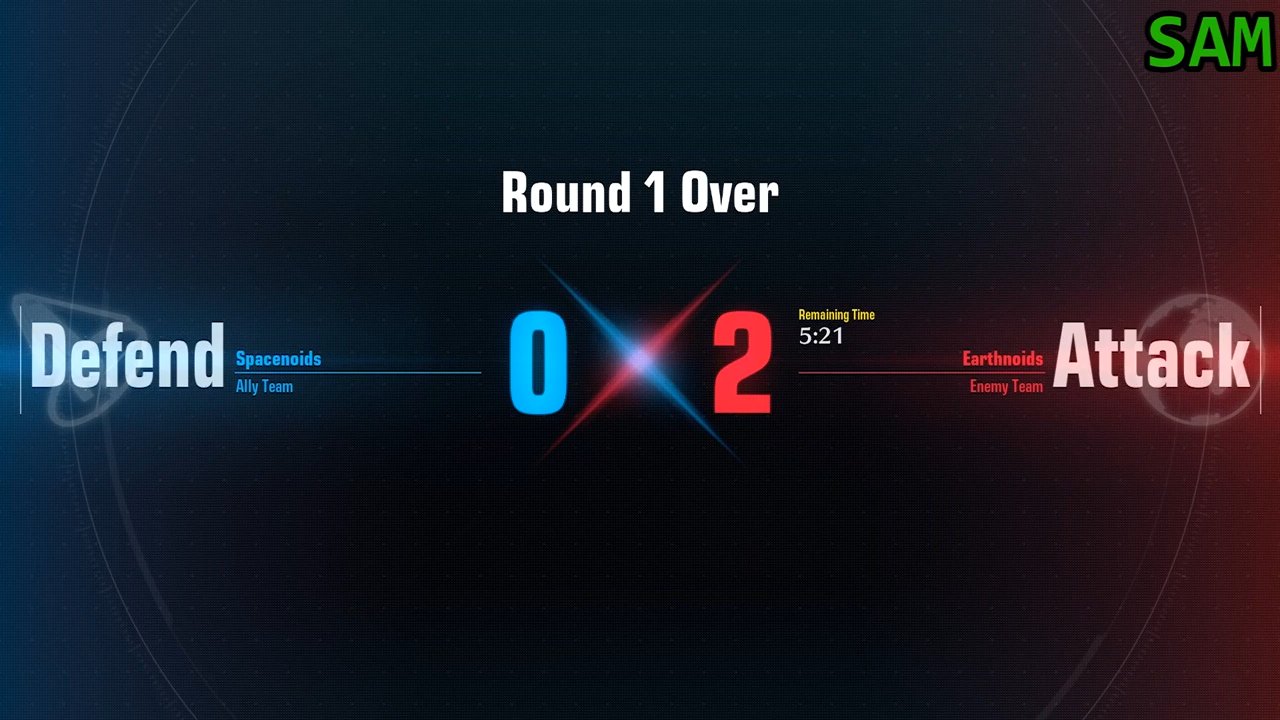 SAM
Round 1 Over
Defend
Spacenoids
Ally Team
0
2
Remaining Time
5:21
Earthnoids
Enemy Team
Attack